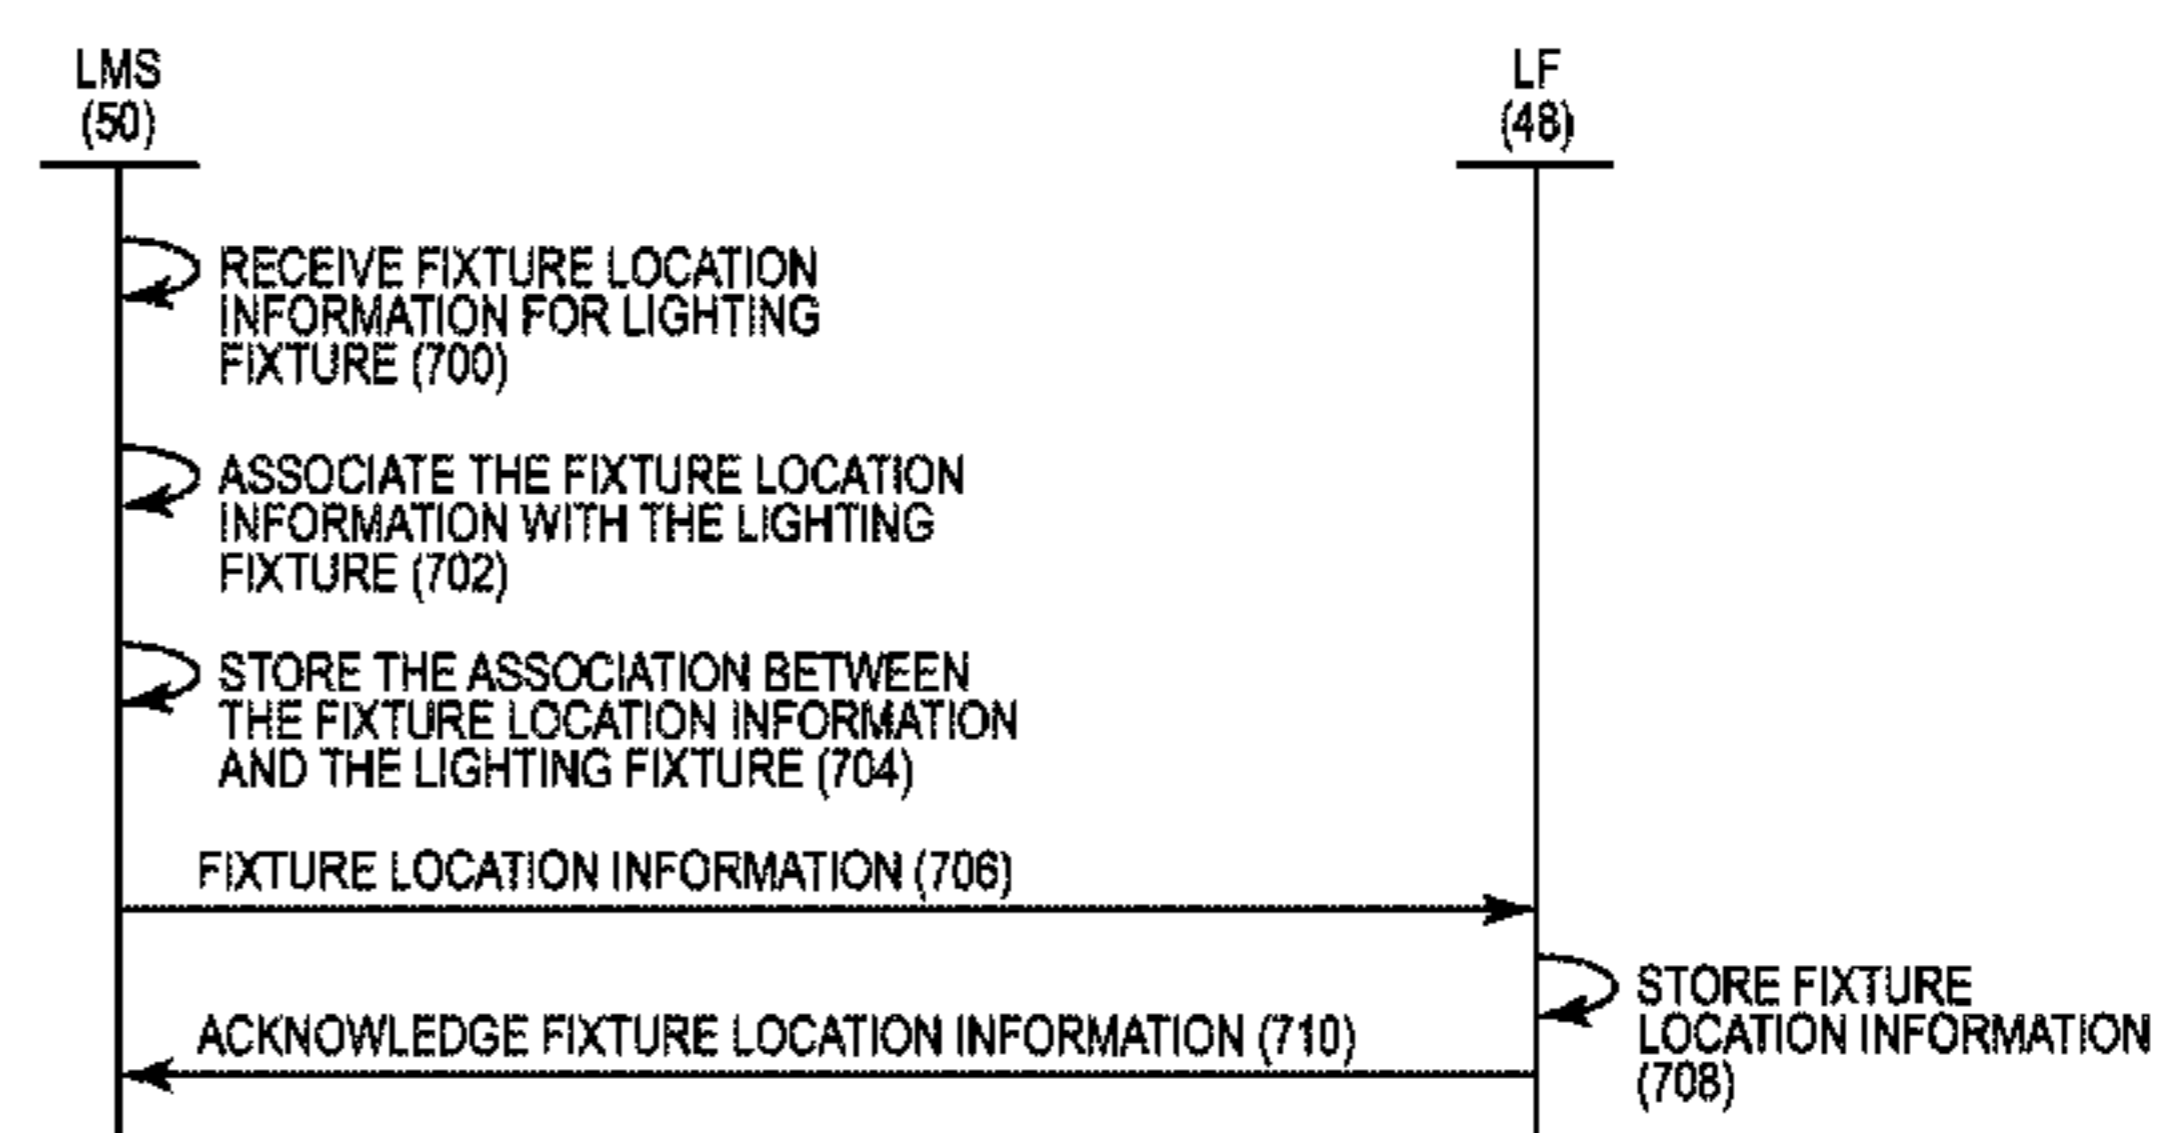 LMS
(50)
LF
(48)
RECEIVE FIXTURE LOCATION
INFORMATION FOR LIGHTING
FIXTURE (700)
ASSOCIATE THE FIXTURE LOCATION
INFORMATION WITH THE LIGHTING
FIXTURE (702)
STORE THE ASSOCIATION BETWEEN
THE FIXTURE LOCATION INFORMATION
AND THE LIGHTING FIXTURE (704)
FIXTURE LOCATION INFORMATION (706)
STORE FIXTURE
LOCATION INFORMATION
(708)
ACKNOWLEDGE FIXTURE LOCATION INFORMATION (710)